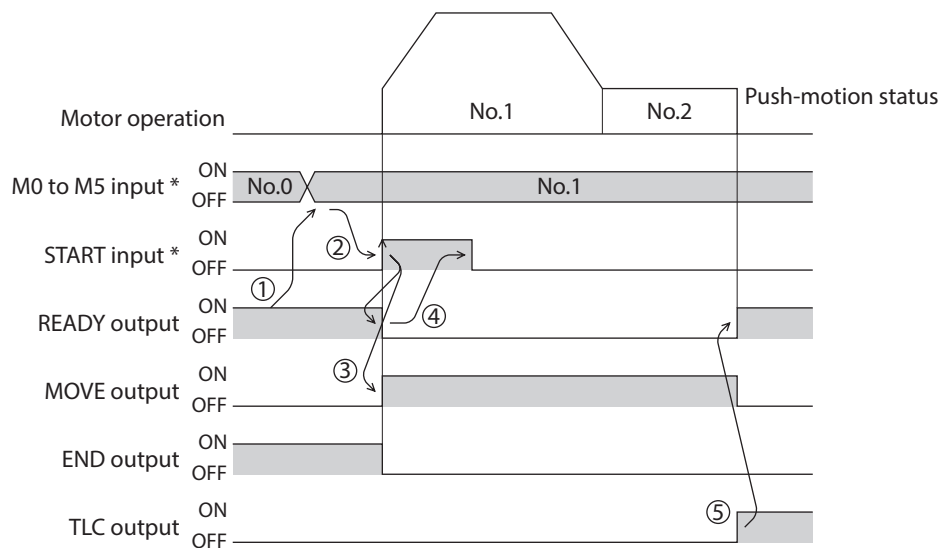 Motor operation
No.1
No.2
Push-motion status
M0 to M5 input *
ON
OFF
No.0
No.1
START input *
ON
OFF
②
①
READY output
ON
OFF
④
③
MOVE output
ON
OFF
END output
ON
OFF
TLC output
ON
OFF
⑤